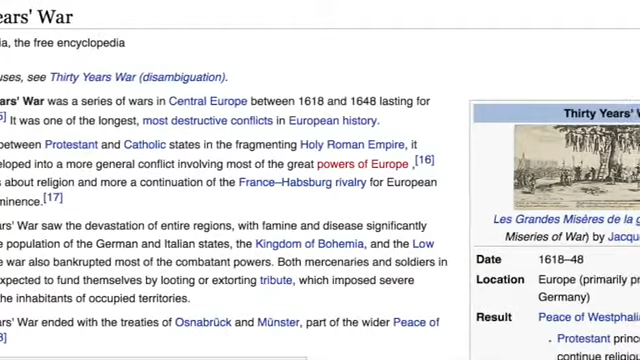 ears' War
ia, the free encyclopedia
uses, see Thirty Years War (disambiguation).
ars' War was a series of wars in Central Europe between 1618 and 1648 lasting for
5] It was one of the longest, most destructive conflicts in European history.
between Protestant and Catholic states in the fragmenting Holy Roman Empire, it
eloped into a more general conflict involving most of the great powers of Europe ,[16]
s about religion and more a continuation of the France–Habsburg rivalry for European
minence.[17]
ars' War saw the devastation of entire regions, with famine and disease significantly
e population of the German and Italian states, the Kingdom of Bohemia, and the Low
e war also bankrupted most of the combatant powers. Both mercenaries and soldiers in
expected to fund themselves by looting or extorting tribute, which imposed severe
the inhabitants of occupied territories.
ars' War ended with the treaties of Osnabrück and Münster, part of the wider Peace of
8]
Thirty Years' W
Les Grandes Misères de la g
Miseries of War) by Jacqu
Date 1618–48
Location Europe (primarily pr
Germany)
Result Peace of Westphalia
• Protestant princ
continue religiou